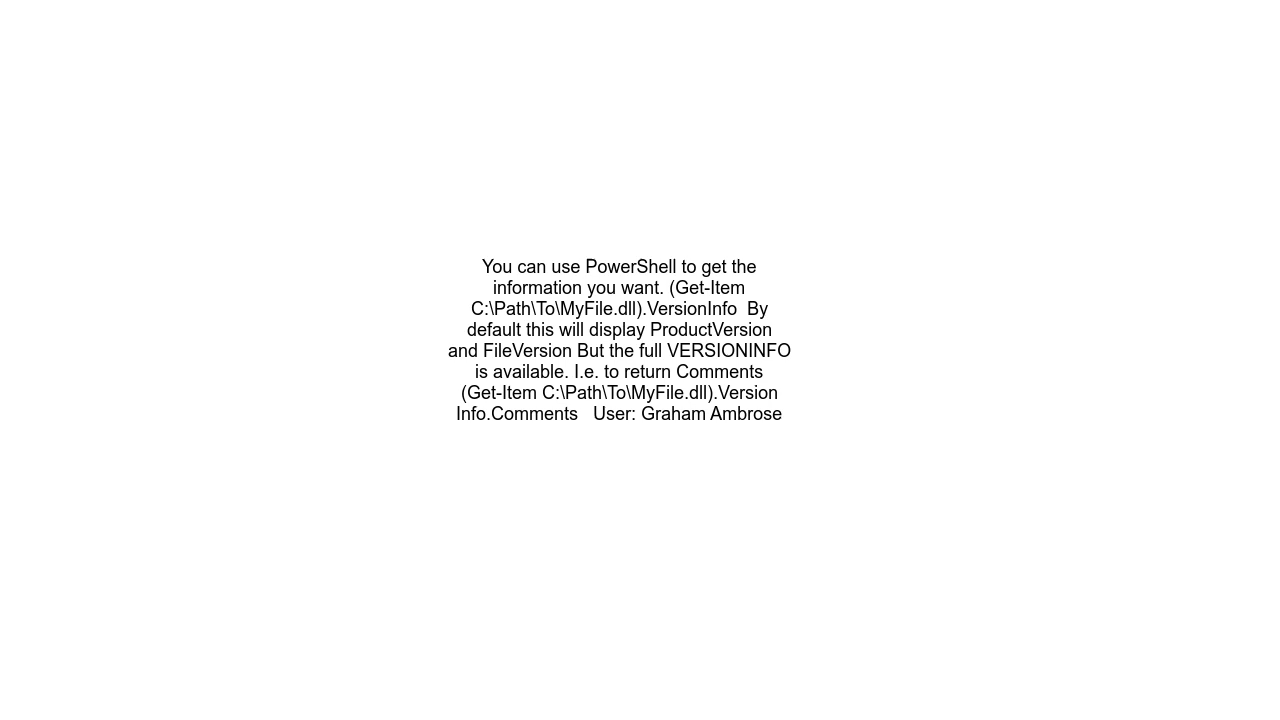 You can use PowerShell to get the
information you want. (Get-Item
C:\Path\To\MyFile.dll).VersionInfo  By
default this will display ProductVersion
and FileVersion But the full VERSIONINFO
is available. I.e. to return Comments
(Get-Item C:\Path\To\MyFile.dll).Version
Info.Comments   User: Graham Ambrose